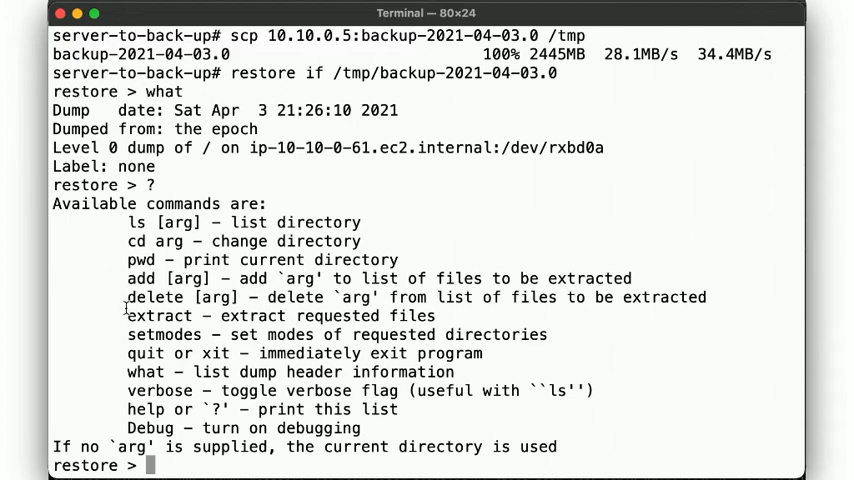 Terminal — 80×24
server-to-back-up# scp 10.10.0.5:backup-2021-04-03.0 /tmp
backup-2021-04-03.0 100% 2445MB 28.1MB/s 34.4MB/s
server-to-back-up# restore if /tmp/backup-2021-04-03.0
restore > what
Dump   date: Sat Apr  3 21:26:10 2021
Dumped from: the epoch
Level 0 dump of / on ip-10-10-0-61.ec2.internal:/dev/rxbd0a
Label: none
restore > ?
Available commands are:
ls [arg] – list directory
cd arg – change directory
pwd – print current directory
add [arg] – add `arg' to list of files to be extracted
delete [arg] – delete `arg' from list of files to be extracted
extract – extract requested files
setmodes – set modes of requested directories
quit or xit – immediately exit program
what – list dump header information
verbose – toggle verbose flag (useful with ``ls'')
help or `?' – print this list
Debug – turn on debugging
If no `arg' is supplied, the current directory is used
restore >